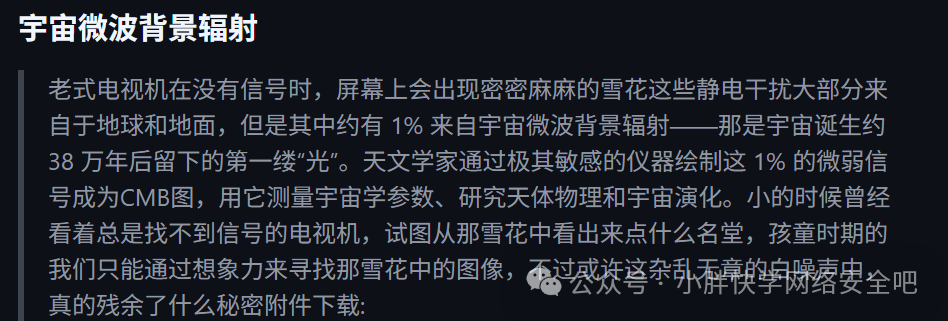 宇宙微波背景辐射
老式电视机在没有信号时，屏幕上会出现密密麻麻的雪花这些静电干扰大部分来
自于地球和地面，但是其中约有 1% 来自宇宙微波背景辐射——那是宇宙诞生约
38 万年后留下的第一缕“光”。天文学家通过极其敏感的仪器绘制这 1% 的微弱信
号成为CMB图，用它测量宇宙学参数、研究天体物理和宇宙演化。小的时候曾经
看着总是找不到信号的电视机，试图从那雪花中看出来点什么名堂，孩童时期的
我们只能通过想象力来寻找那雪花中的图像，不过或许这杂乱无章的白噪声中，
真的残余了什么秘密附件下载:
公众号 · 小胖快学网络安全吧